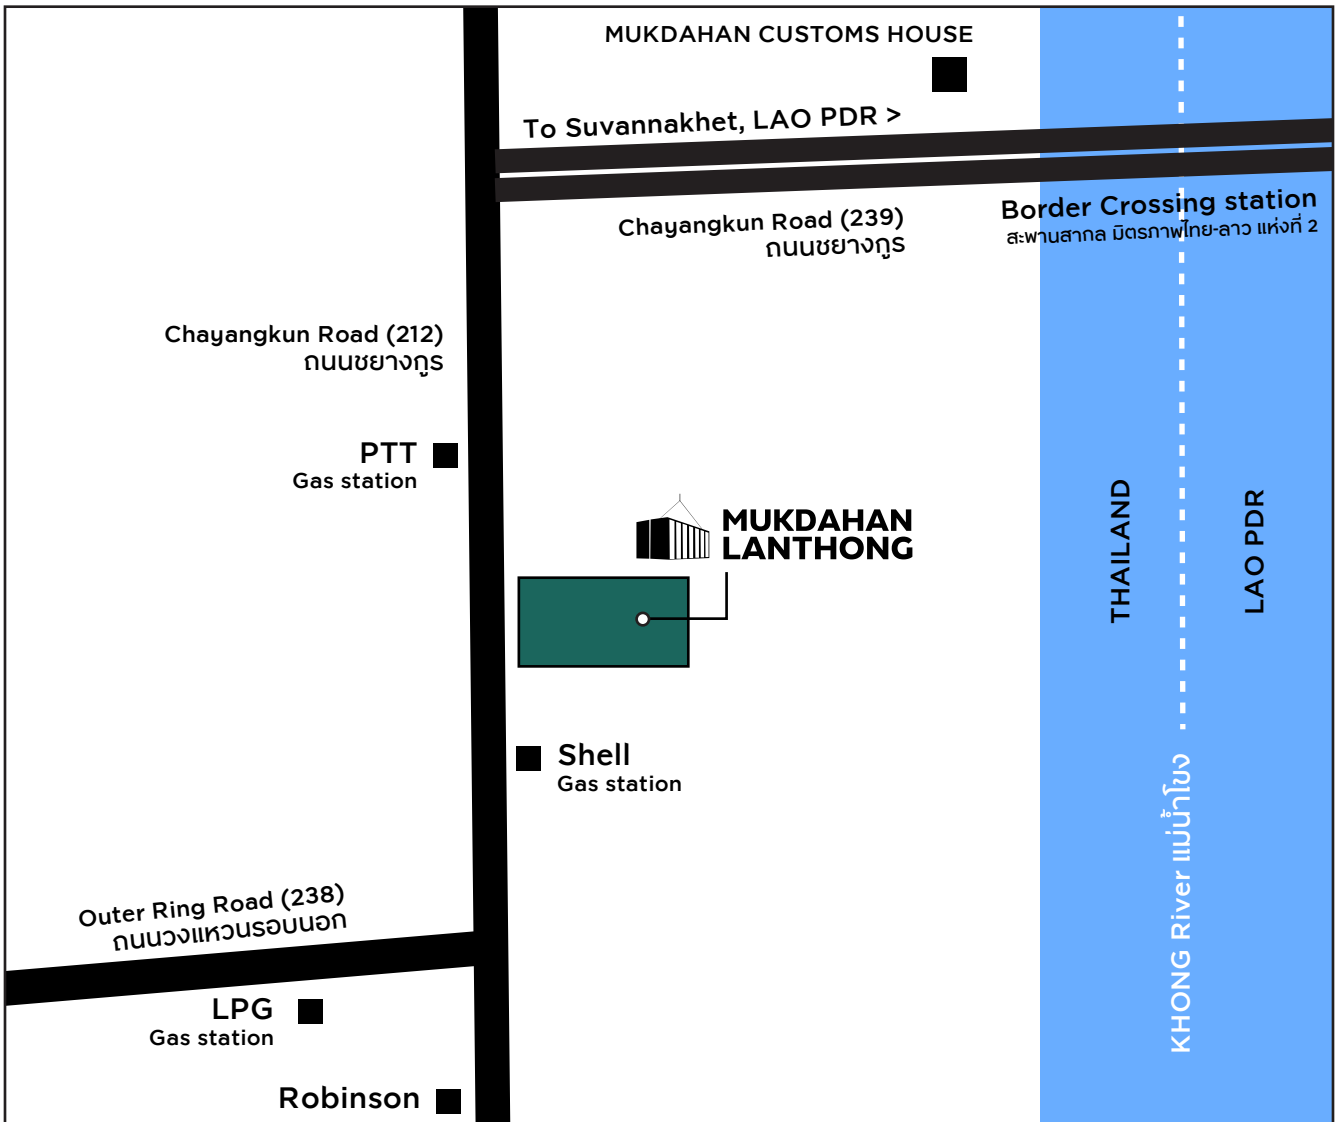 MUKDAHAN CUSTOMS HOUSE
To Suvannakhet, LAO PDR >
Chayangkun Road (239)
ถนนชยางกูร
Border Crossing station
สะพานสากล มิตรภาพไทย-ลาว แห่งที่ 2
Chayangkun Road (212)
ถนนชยางกูร
PTT
Gas station
MUKDAHAN
LANTHONG
THAILAND
LAO PDR
Shell
Gas station
KHONG River แม่น้ำโขง
Outer Ring Road (238)
ถนนวงแหวนรอบนอก
LPG
Gas station
Robinson